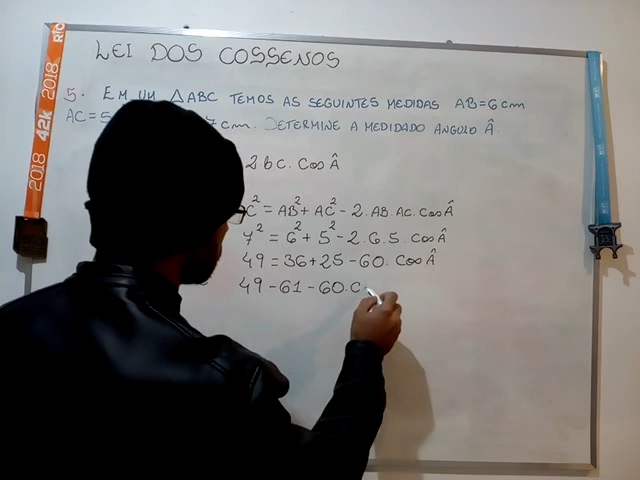 LEI DOS COSSENOS
5. EM UM ΔABC TEMOS AS SEGUINTES MEDIDAS AB=6cm
AC=5 7cm. DETERMINE A MEDIDA DO ANGULO Â.
2bc. Cos Â
C² = AB² + AC² - 2. AB. AC. Cos Â
7² = 6² + 5² - 2.6.5. Cos Â
49 = 36 + 25 - 60. Cos Â
49 - 61 - 60. C
2018 42K 2018 RIO